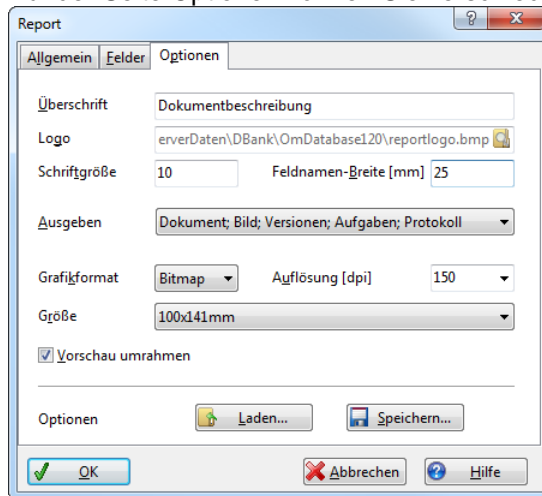 Report
Allgemein Felder Optionen
Überschrift Dokumentbeschreibung
Logo erverDaten\DBank\OmDatabase120\reportlogo.bmp
Schriftgröße 10 Feldnamen-Breite [mm] 25
Ausgeben Dokument; Bild; Versionen; Aufgaben; Protokoll
Grafikformat Bitmap Auflösung [dpi] 150
Größe 100x141mm
Vorschau umrahmen
Optionen Laden... Speichern...
OK Abbrechen Hilfe